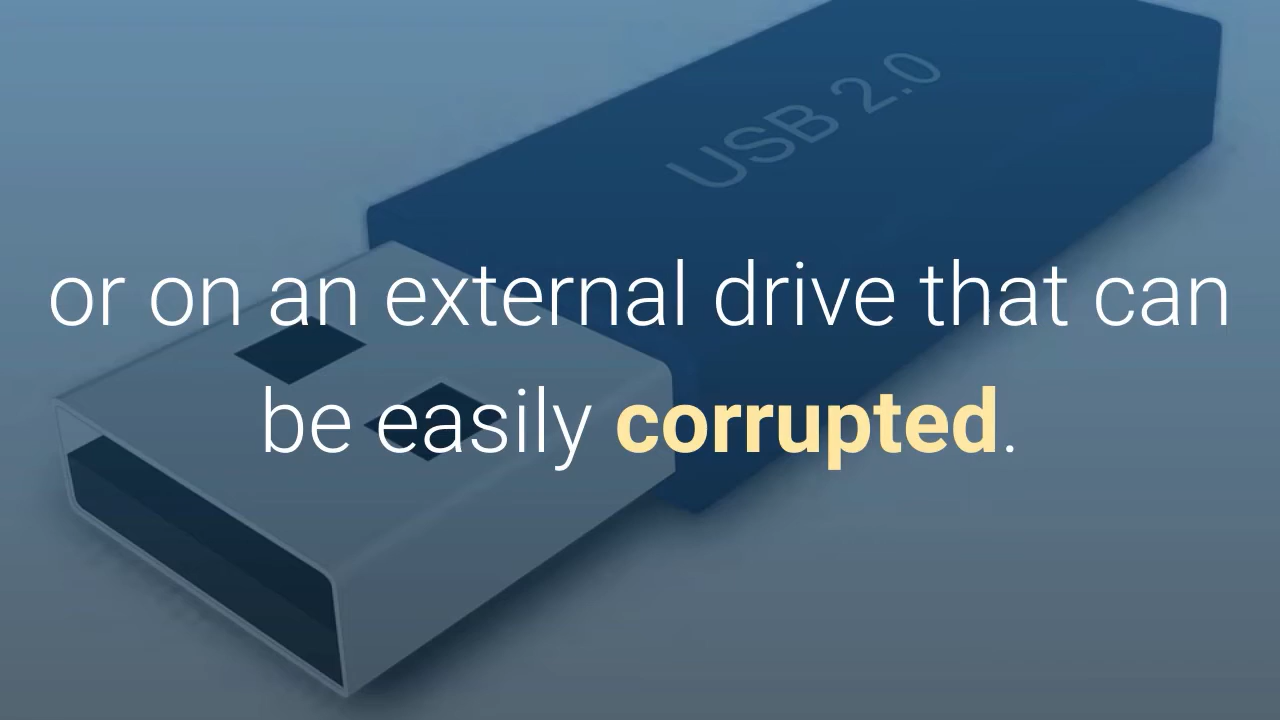 USB 2.0
or on an external drive that can
be easily corrupted.